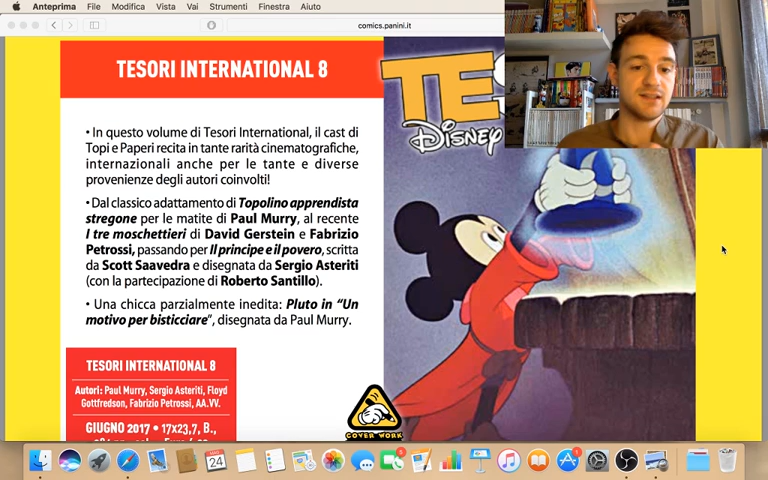 Anteprima File Modifica Vista Vai Strumenti Finestra Aiuto
comics.panini.it
TESORI INTERNATIONAL 8
• In questo volume di Tesori International, il cast di
Topi e Paperi recita in tante rarità cinematografiche,
internazionali anche per le tante e diverse
provenienze degli autori coinvolti!
• Dal classico adattamento di Topolino apprendista
stregone per le matite di Paul Murry, al recente
I tre moschettieri di David Gerstein e Fabrizio
Petrossi, passando per Il principe e il povero, scritta
da Scott Saavedra e disegnata da Sergio Asteriti
(con la partecipazione di Roberto Santillo).
• Una chicca parzialmente inedita: Pluto in “Un
motivo per bisticciare”, disegnata da Paul Murry.
TESORI INTERNATIONAL 8
Autori: Paul Murry, Sergio Asteriti, Floyd
Gottfredson, Fabrizio Petrossi, AA.VV.
GIUGNO 2017 • 17x23,7, B.,
TE
Disney
COVER WORK
24